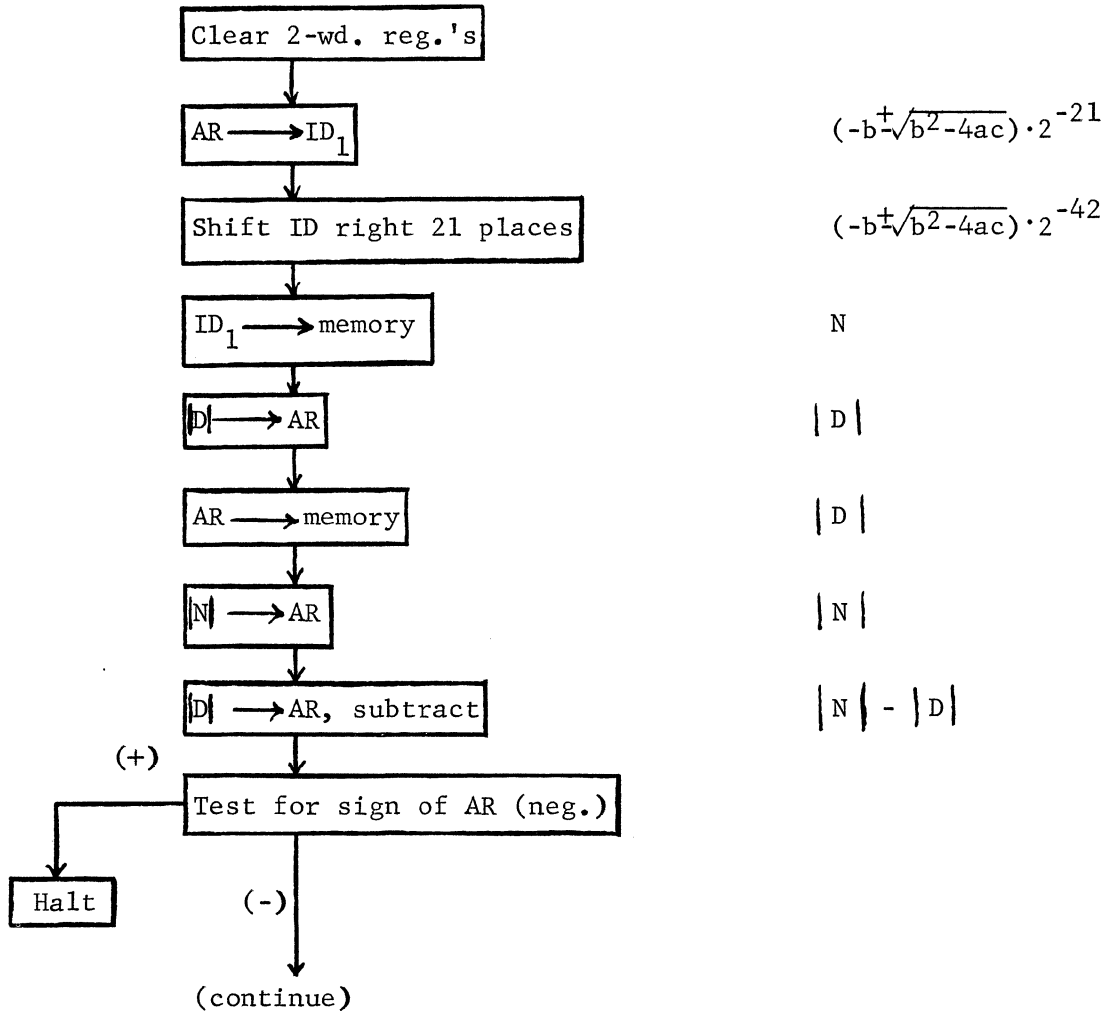 Clear 2-wd. reg.'s
AR → ID₁ (-b±√b²-4ac)·2⁻²¹
Shift ID right 21 places (-b±√b²-4ac)·2⁻⁴²
ID₁ → memory N
|D| → AR |D|
AR → memory |D|
|N| → AR |N|
|D| → AR, subtract |N| - |D|
(+)
Test for sign of AR (neg.)
Halt
(-)
(continue)